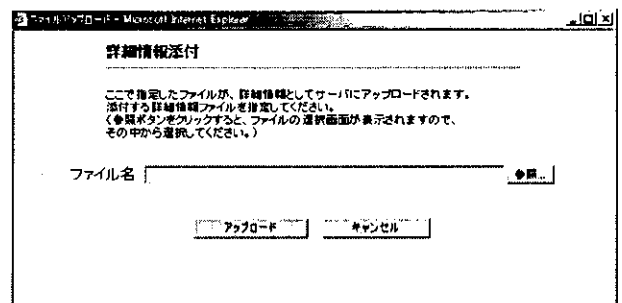 ファイルアップロード - Microsoft Internet Explorer
詳細情報添付
ここで指定したファイルが、詳細情報としてサーバにアップロードされます。
添付する詳細情報ファイルを指定してください。
(参照ボタンをクリックすると、ファイルの選択画面が表示されますので、
その中から選択してください。)
ファイル名 参照...
アップロード キャンセル